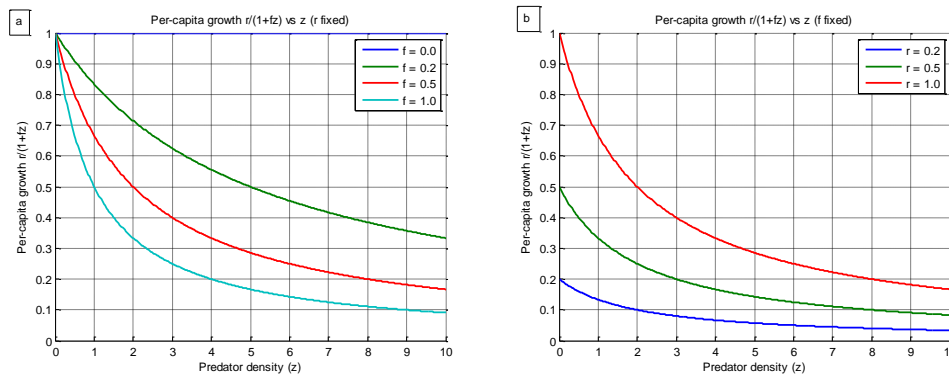 a
Per-capita growth r/(1+fz) vs z (r fixed)
Per-capita growth r/(1+fz)
1
0.9
0.8
0.7
0.6
0.5
0.4
0.3
0.2
0.1
0
f = 0.0
f = 0.2
f = 0.5
f = 1.0
0 1 2 3 4 5 6 7 8 9 10
Predator density (z)
b
Per-capita growth r/(1+fz) vs z (f fixed)
Per-capita growth r/(1+fz)
1
0.9
0.8
0.7
0.6
0.5
0.4
0.3
0.2
0.1
0
r = 0.2
r = 0.5
r = 1.0
0 1 2 3 4 5 6 7 8 9 1
Predator density (z)